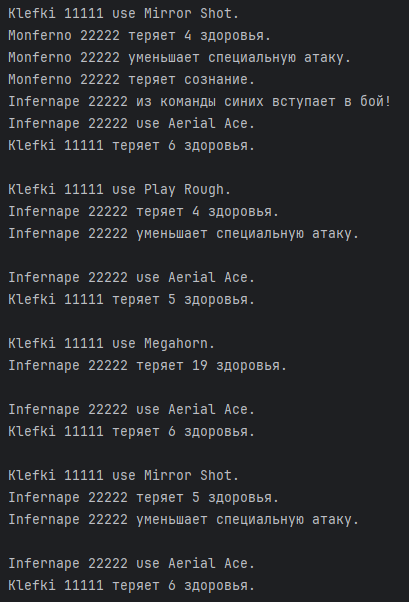 Klefki 11111 use Mirror Shot.
Monferno 22222 теряет 4 здоровья.
Monferno 22222 уменьшает специальную атаку.
Monferno 22222 теряет сознание.
Infernape 22222 из команды синих вступает в бой!
Infernape 22222 use Aerial Ace.
Klefki 11111 теряет 6 здоровья.
Klefki 11111 use Play Rough.
Infernape 22222 теряет 4 здоровья.
Infernape 22222 уменьшает специальную атаку.
Infernape 22222 use Aerial Ace.
Klefki 11111 теряет 5 здоровья.
Klefki 11111 use Megahorn.
Infernape 22222 теряет 19 здоровья.
Infernape 22222 use Aerial Ace.
Klefki 11111 теряет 6 здоровья.
Klefki 11111 use Mirror Shot.
Infernape 22222 теряет 5 здоровья.
Infernape 22222 уменьшает специальную атаку.
Infernape 22222 use Aerial Ace.
Klefki 11111 теряет 6 здоровья.